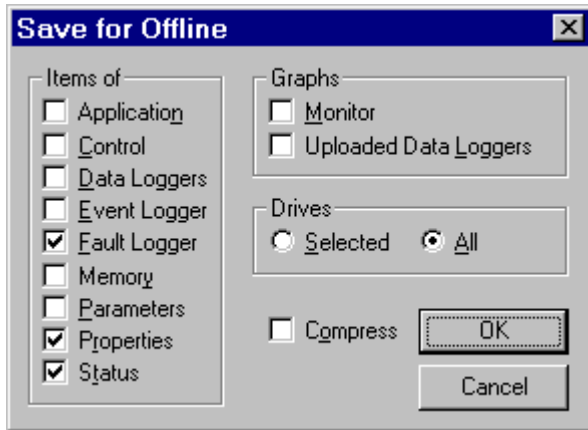 Save for Offline
Items of
Application
Control
Data Loggers
Event Logger
Fault Logger
Memory
Parameters
Properties
Status
Graphs
Monitor
Uploaded Data Loggers
Drives
Selected All
Compress OK
Cancel